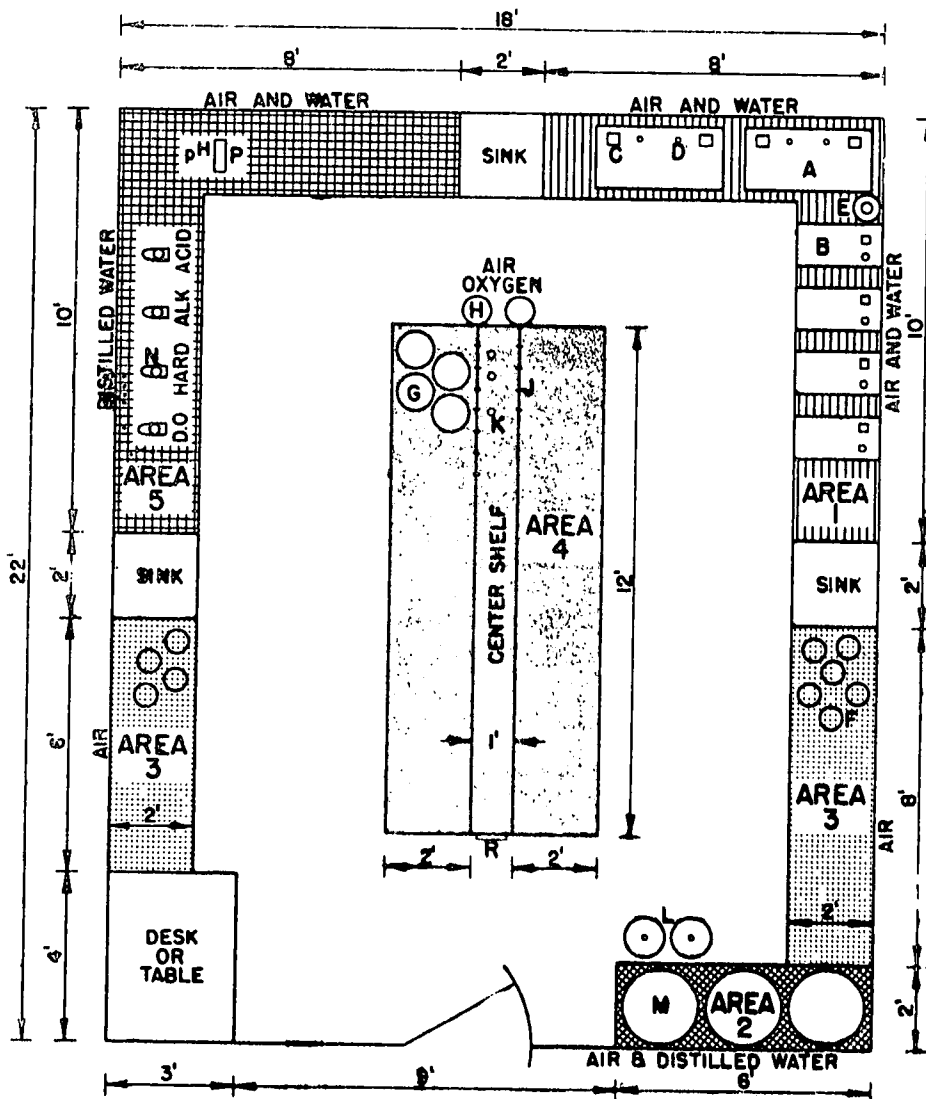 18'
8' 2' 8'
AIR AND WATER AIR AND WATER
pH P
SINK
C D
A
E
B
DISTILLED WATER
ACID
ALK
HARD
D.O
N
AIR
OXYGEN
H
G
J
K
AIR AND WATER
10'
10'
22'
AREA
5
AREA
1
CENTER SHELF
AREA
4
12'
2'
SINK
SINK
2'
AREA
3
AIR
6'
2'
1'
F
AREA
3
8'
AIR
2'
R
2' 2'
4'
DESK
OR
TABLE
L
M
AREA
2
2'
AIR & DISTILLED WATER
3' 9' 6'